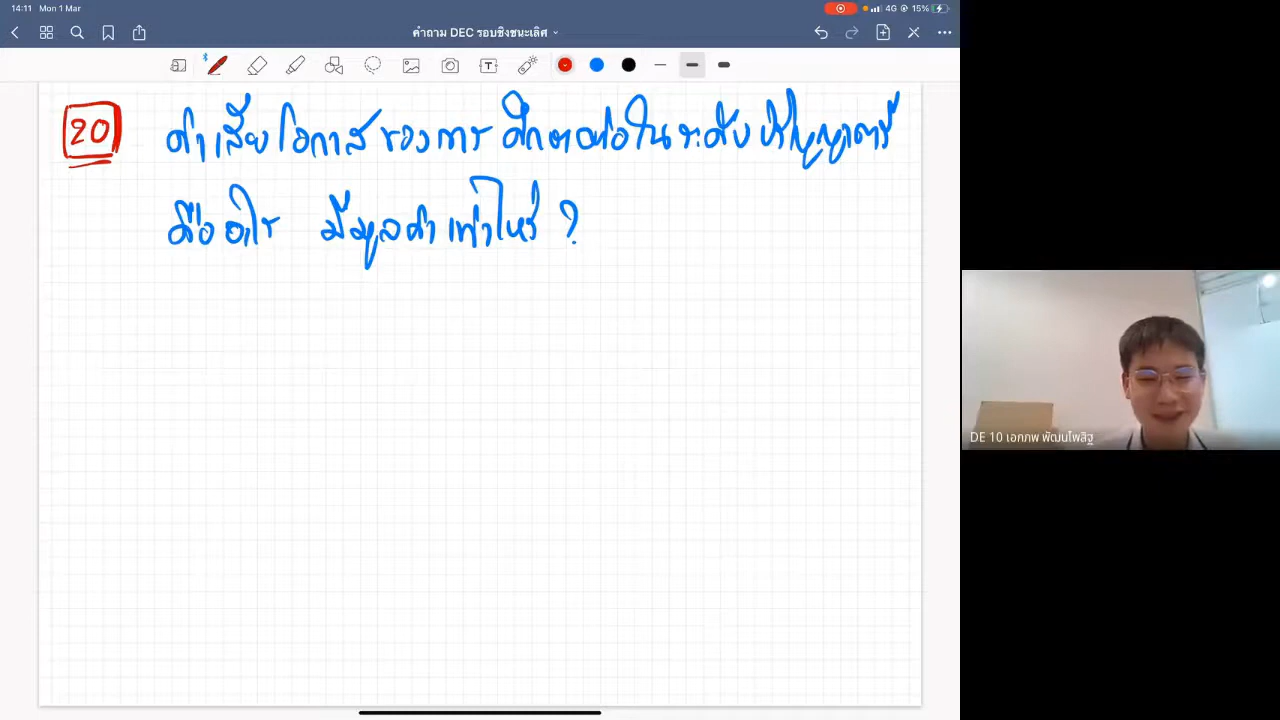 14:11 Mon 1 Mar
4G 15%
คำถาม DEC รอบชิงชนะเลิศ
T
20 ค่าเสียโอกาสของการศึกษาต่อในระดับปริญญาตรี
คืออะไร มีมูลค่าเท่าไหร่ ?
DE 10 เอกภพ พัฒนโพสิฐ